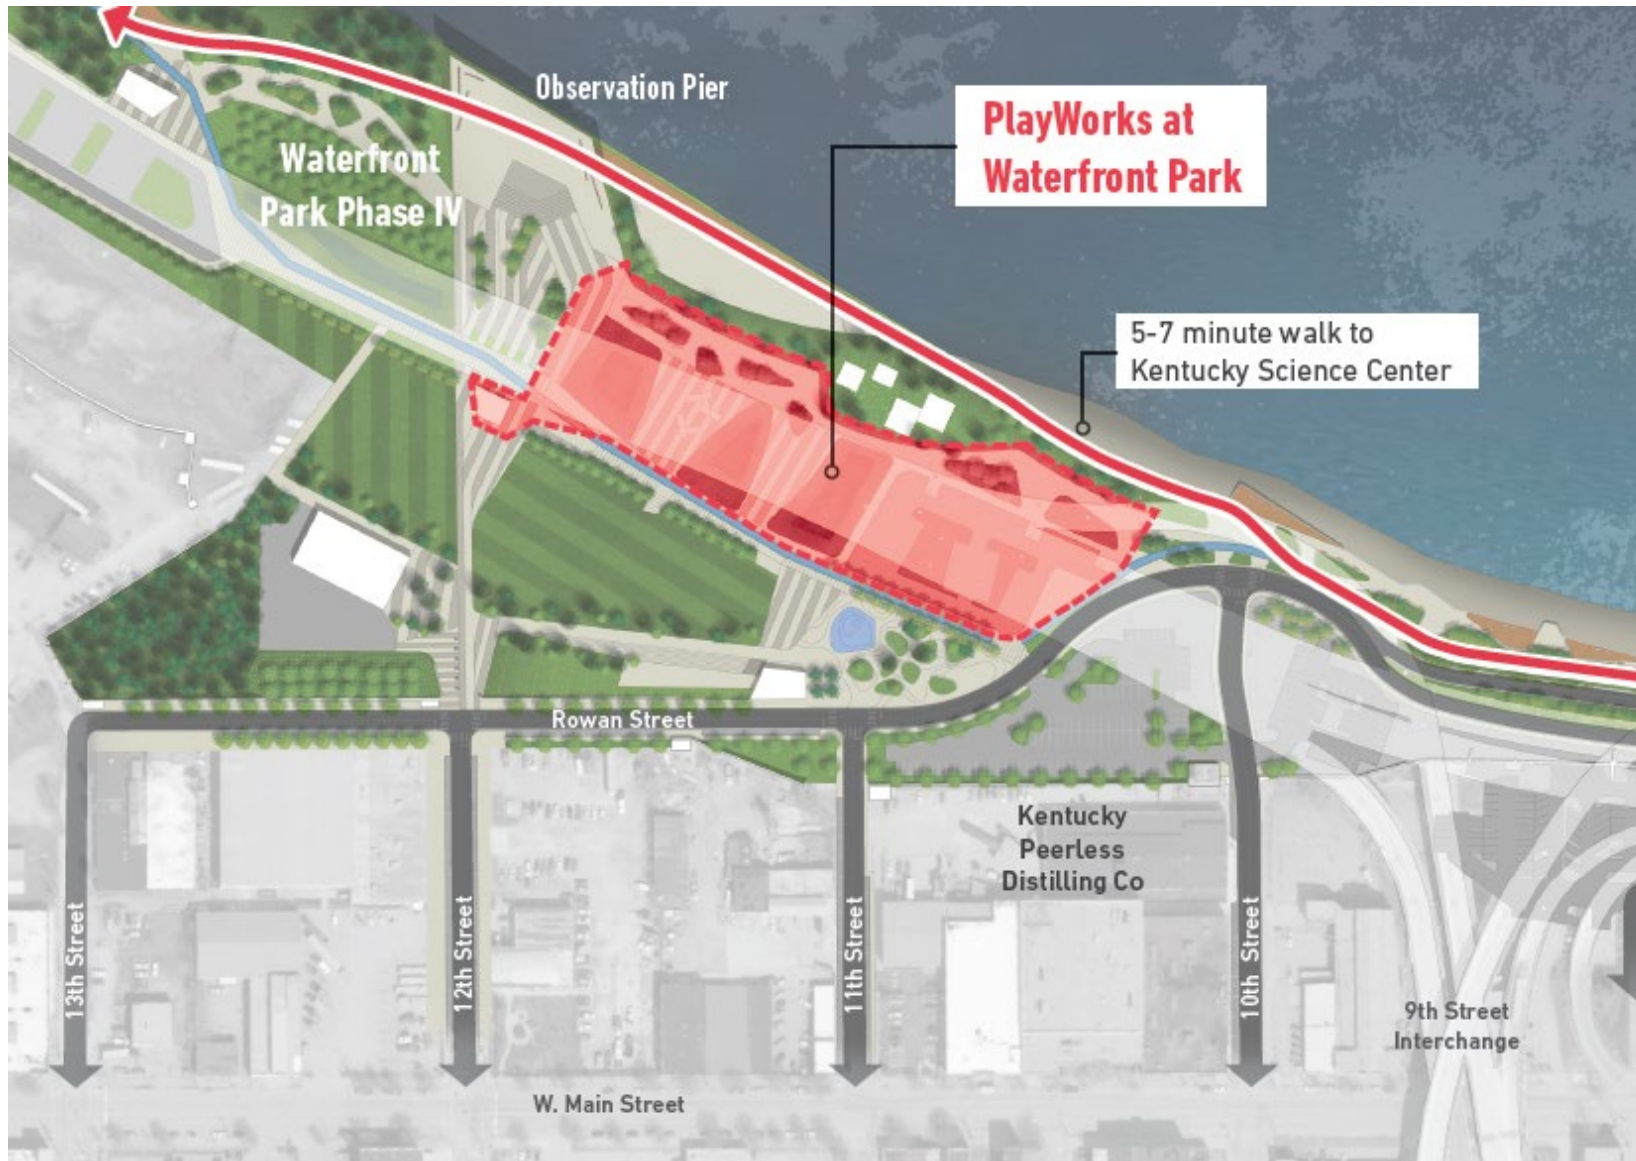 Observation Pier
PlayWorks at
Waterfront Park
Waterfront
Park Phase IV
5-7 minute walk to
Kentucky Science Center
Rowan Street
Kentucky
Peerless
Distilling Co
13th Street
12th Street
11th Street
10th Street
9th Street
Interchange
W. Main Street